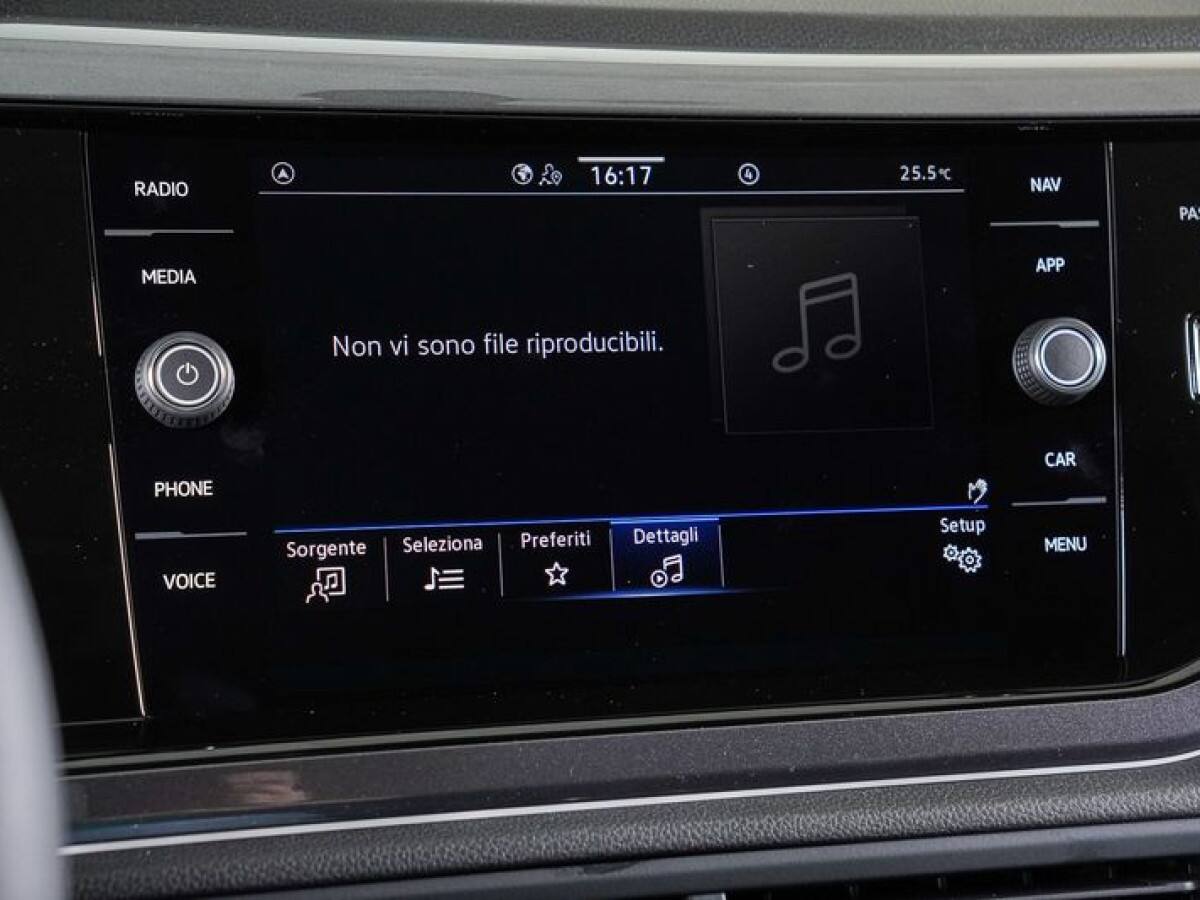 RADIO
MEDIA
PHONE
VOICE
16:17
4
25.5°C
Non vi sono file riproducibili.
Sorgente
Seleziona
Preferiti
Dettagli
Setup
NAV
APP
CAR
MENU